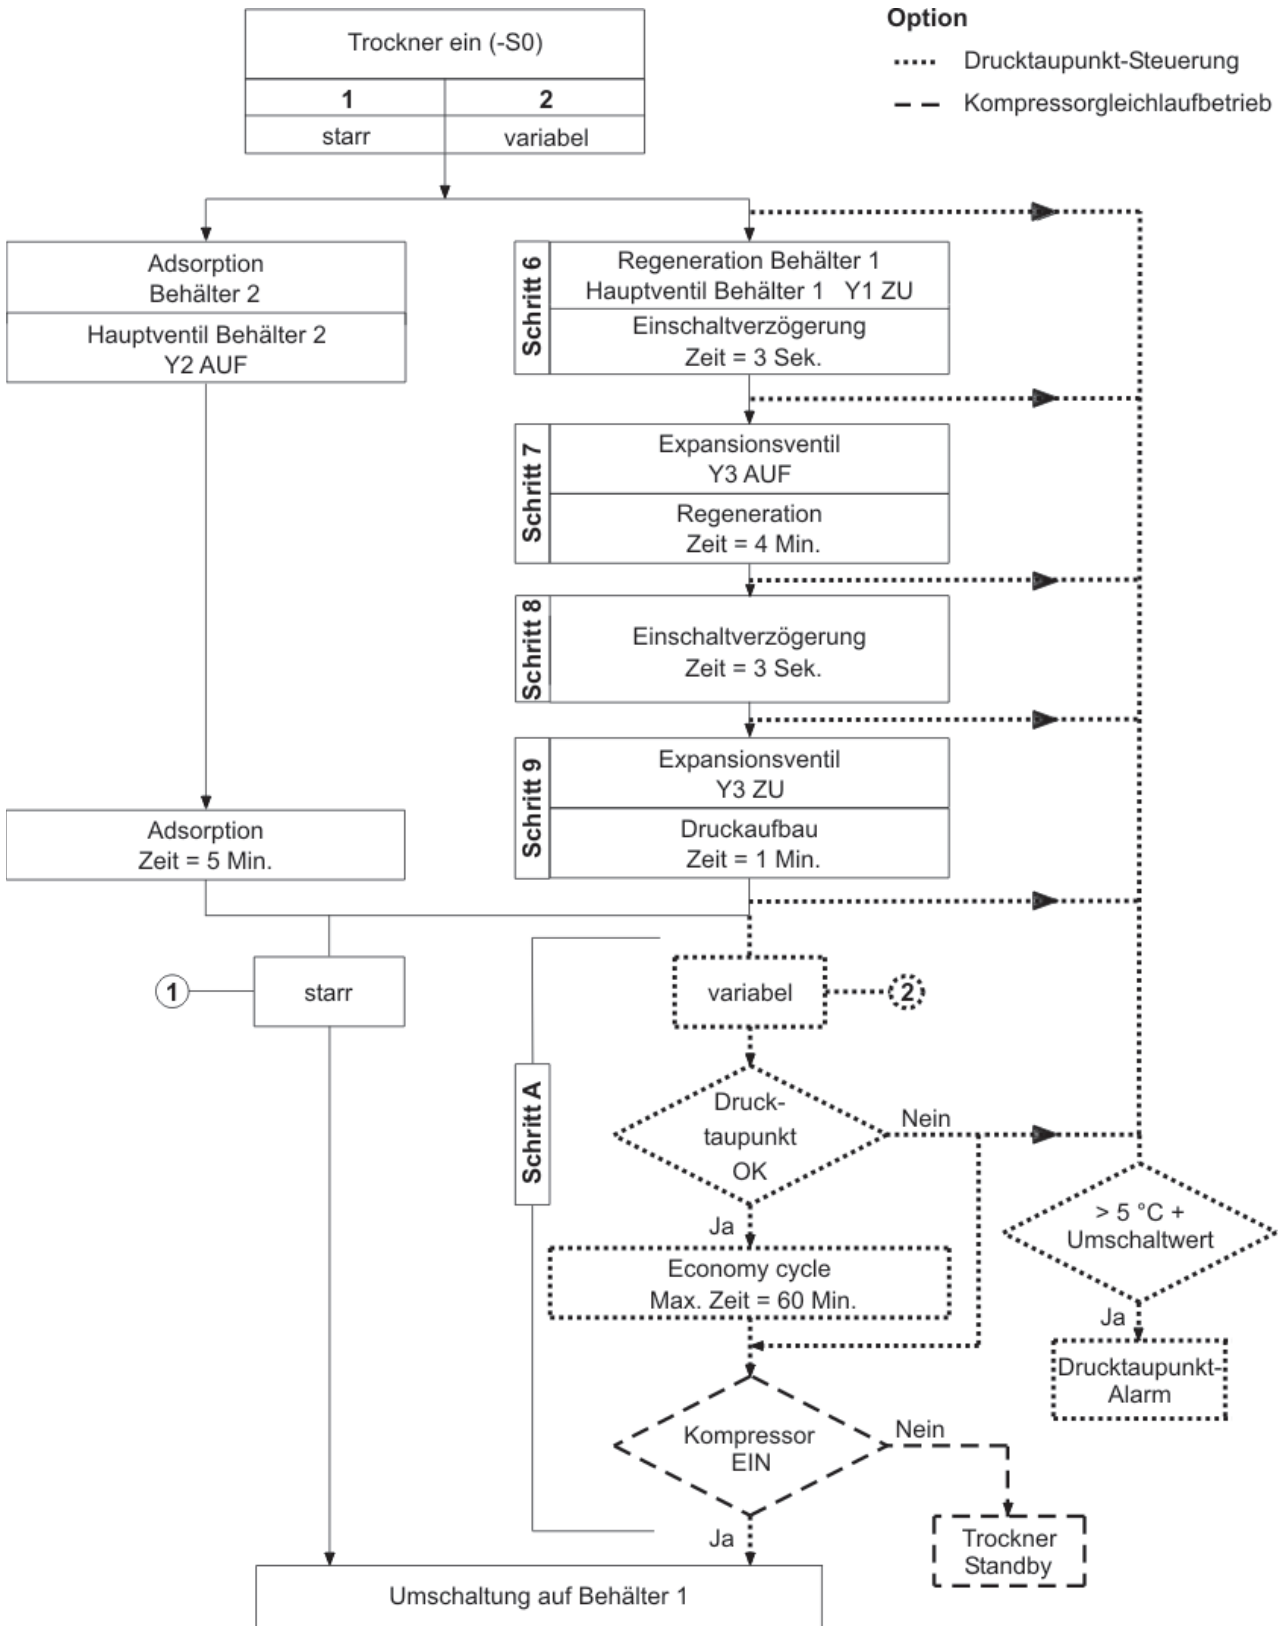 Option
Drucktaupunkt-Steuerung
Kompressorgleichlaufbetrieb
Trockner ein (-S0)
1
2
starr
variabel
Adsorption
Behälter 2
Hauptventil Behälter 2
Y2 AUF
Schritt 6
Regeneration Behälter 1
Hauptventil Behälter 1 Y1 ZU
Einschaltverzögerung
Zeit = 3 Sek.
Schritt 7
Expansionsventil
Y3 AUF
Regeneration
Zeit = 4 Min.
Schritt 8
Einschaltverzögerung
Zeit = 3 Sek.
Schritt 9
Expansionsventil
Y3 ZU
Druckaufbau
Zeit = 1 Min.
Adsorption
Zeit = 5 Min.
1
starr
variabel
2
Schritt A
Druck-
taupunkt
OK
Nein
Ja
> 5 °C +
Umschaltwert
Ja
Drucktaupunkt-
Alarm
Economy cycle
Max. Zeit = 60 Min.
Kompressor
EIN
Nein
Ja
Trockner
Standby
Umschaltung auf Behälter 1